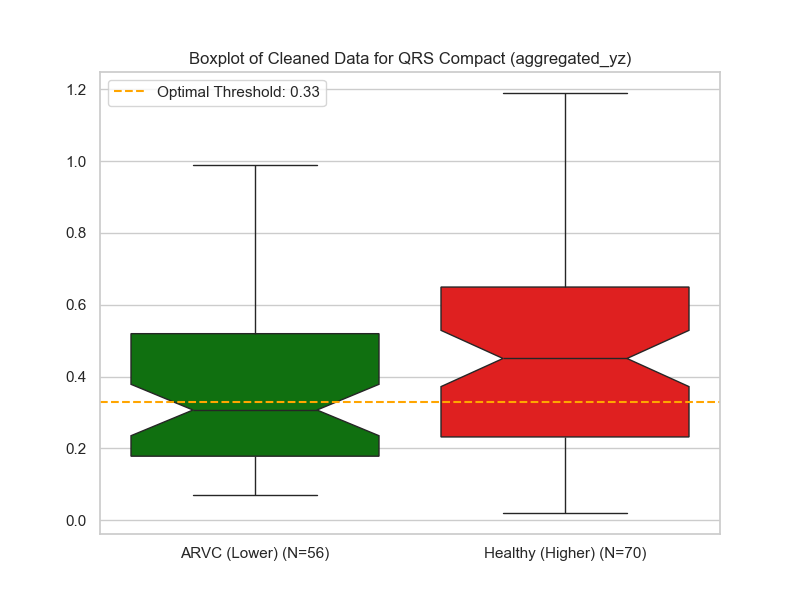 Boxplot of Cleaned Data for QRS Compact (aggregated_yz)
Optimal Threshold: 0.33
1.2
1.0
0.8
0.6
0.4
0.2
0.0
ARVC (Lower) (N=56) Healthy (Higher) (N=70)